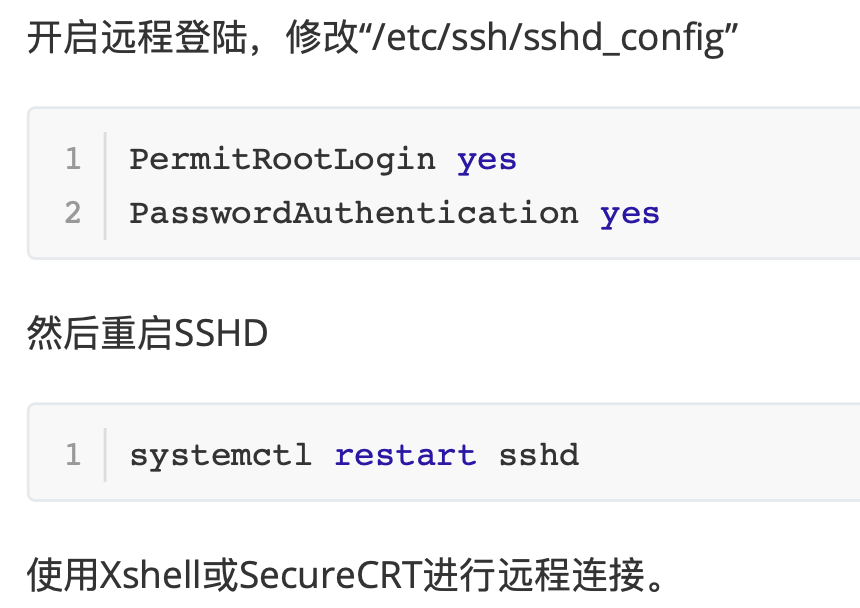 开启远程登陆，修改“/etc/ssh/sshd_config”
1 PermitRootLogin yes
2 PasswordAuthentication yes
然后重启SSHD
1 systemctl restart sshd
使用Xshell或SecureCRT进行远程连接。